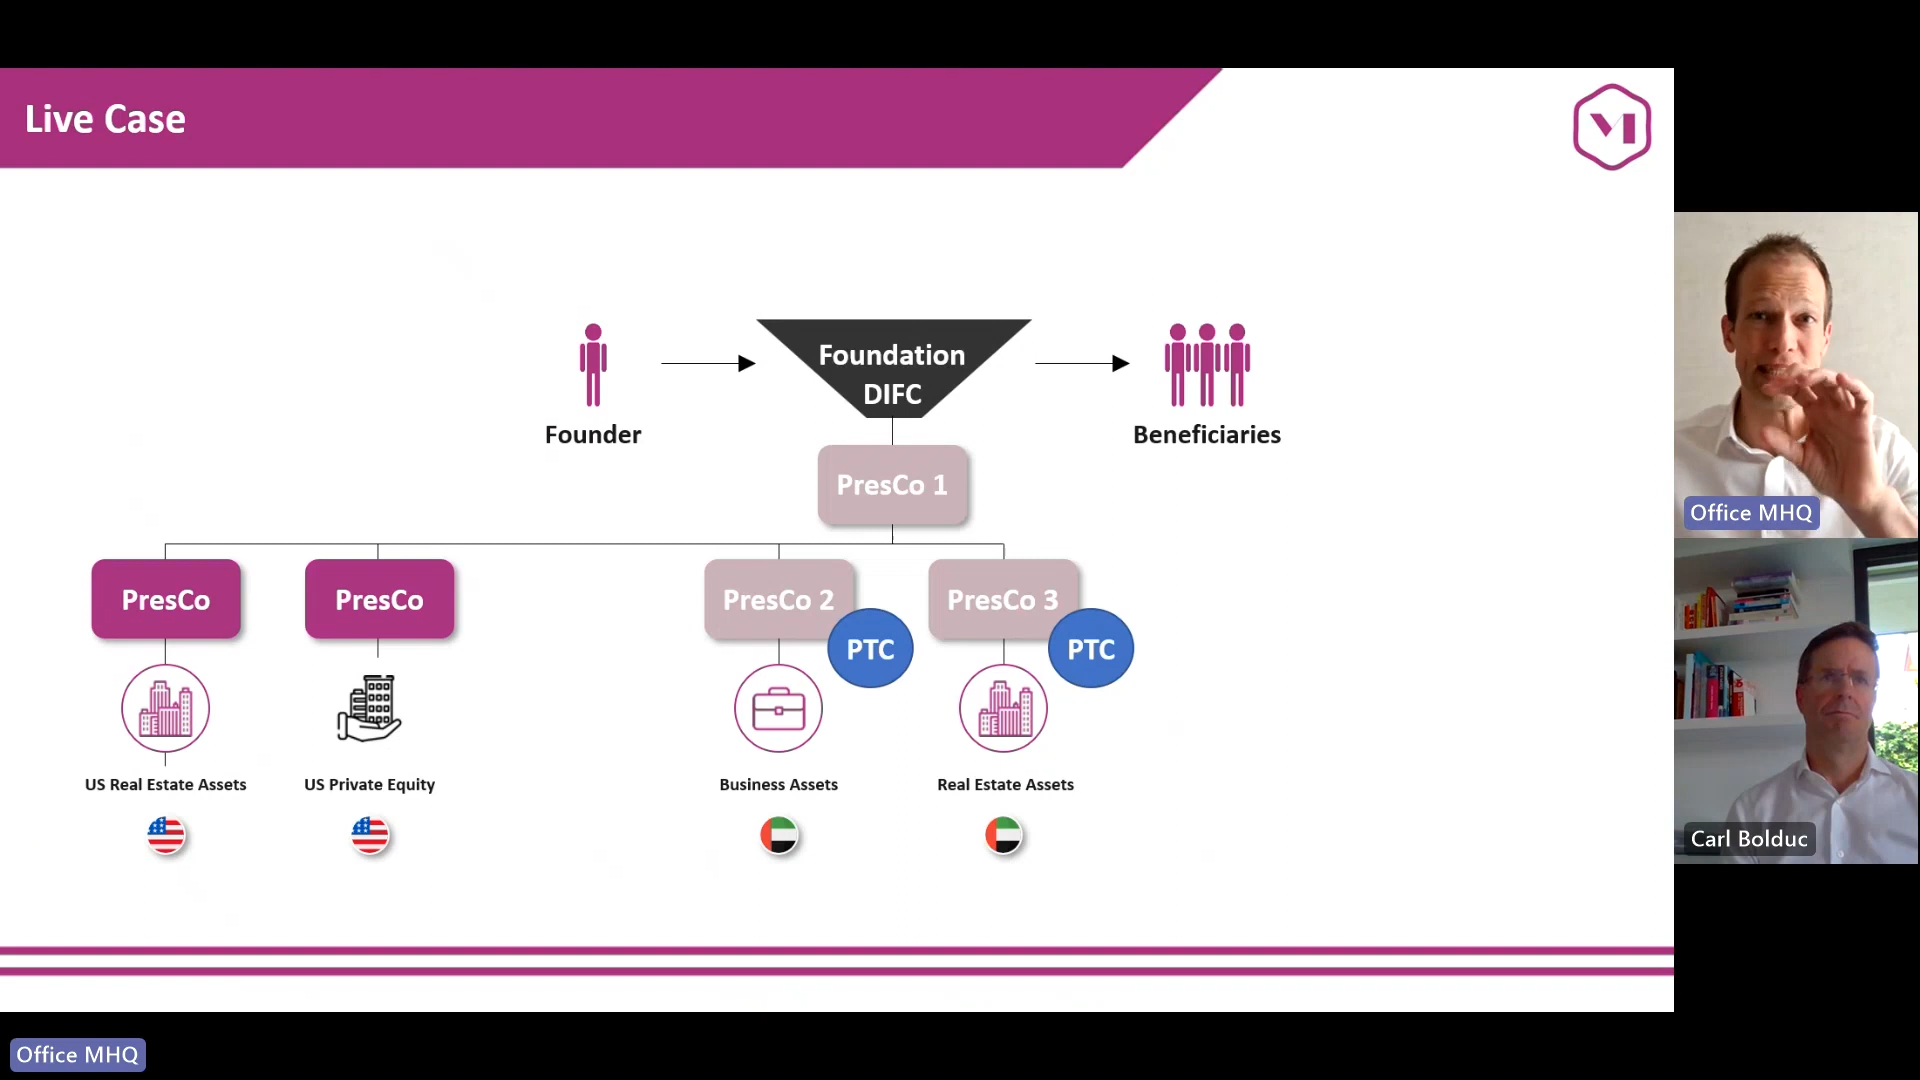 Live Case
Foundation
DIFC
Founder
Beneficiaries
PresCo 1
PresCo
PresCo
PresCo 2
PresCo 3
PTC
PTC
US Real Estate Assets
US Private Equity
Business Assets
Real Estate Assets
Office MHQ
Carl Bolduc
Office MHQ